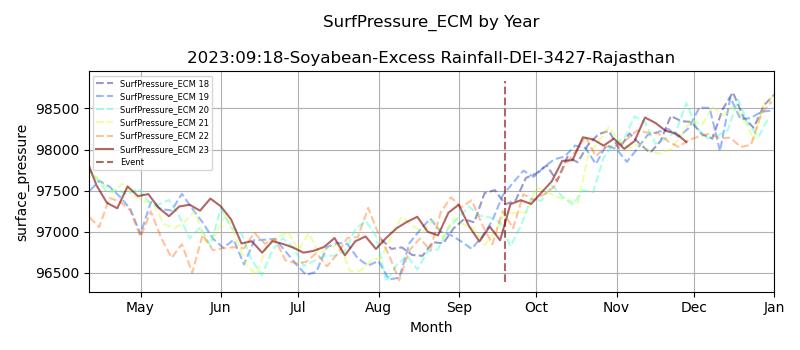 SurfPressure_ECM by Year
2023:09:18-Soyabean-Excess Rainfall-DEI-3427-Rajasthan
surface_pressure
98500
98000
97500
97000
96500
SurfPressure_ECM 18
SurfPressure_ECM 19
SurfPressure_ECM 20
SurfPressure_ECM 21
SurfPressure_ECM 22
SurfPressure_ECM 23
Event
May Jun Jul Aug Sep Oct Nov Dec Jan
Month